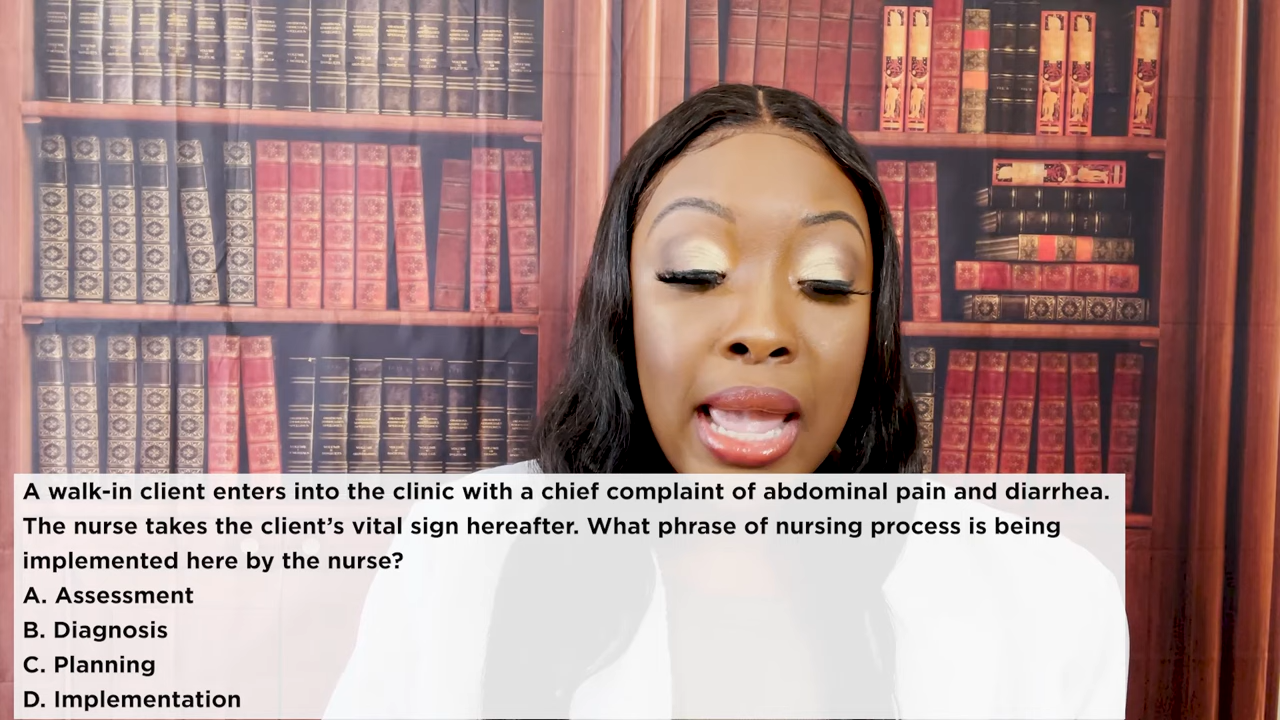 A walk-in client enters into the clinic with a chief complaint of abdominal pain and diarrhea.
The nurse takes the client's vital sign hereafter. What phrase of nursing process is being
implemented here by the nurse?
A. Assessment
B. Diagnosis
C. Planning
D. Implementation